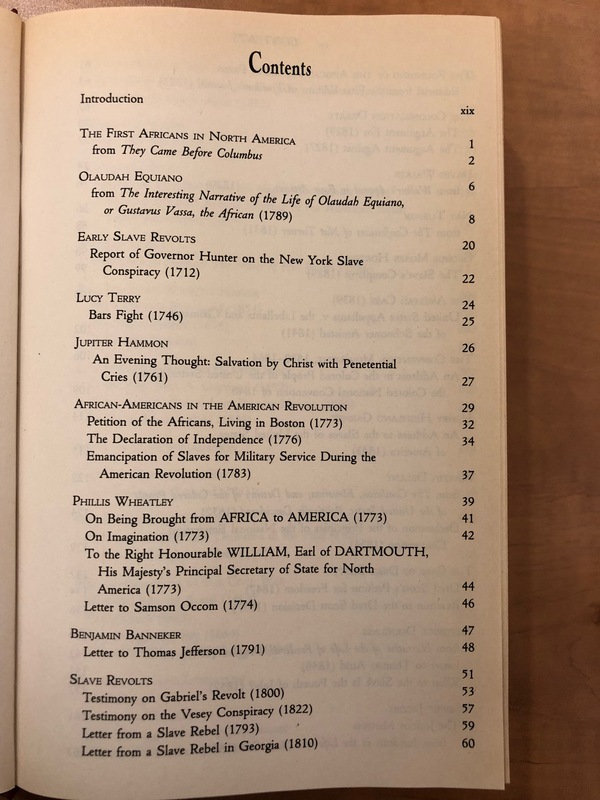 Contents
Introduction xix
THE FIRST AFRICANS IN NORTH AMERICA 1
from They Came Before Columbus 2
OLAUDAH EQUIANO 6
from The Interesting Narrative of the Life of Olaudah Equiano,
or Gustavus Vassa, the African (1789) 8
EARLY SLAVE REVOLTS 20
Report of Governor Hunter on the New York Slave
Conspiracy (1712) 22
LUCY TERRY 24
Bars Fight (1746) 25
JUPITER HAMMON 26
An Evening Thought: Salvation by Christ with Penetential
Cries (1761) 27
AFRICAN-AMERICANS IN THE AMERICAN REVOLUTION 29
Petition of the Africans, Living in Boston (1773) 32
The Declaration of Independence (1776) 34
Emancipation of Slaves for Military Service During the
American Revolution (1783) 37
PHILLIS WHEATLEY 39
On Being Brought from AFRICA to AMERICA (1773) 41
On Imagination (1773) 42
To the Right Honourable WILLIAM, Earl of DARTMOUTH,
His Majesty's Principal Secretary of State for North
America (1773) 44
Letter to Samson Occom (1774) 46
BENJAMIN BANNEKER 47
Letter to Thomas Jefferson (1791) 48
SLAVE REVOLTS 51
Testimony on Gabriel's Revolt (1800) 53
Testimony on the Vesey Conspiracy (1822) 57
Letter from a Slave Rebel (1793) 59
Letter from a Slave Rebel in Georgia (1810) 60